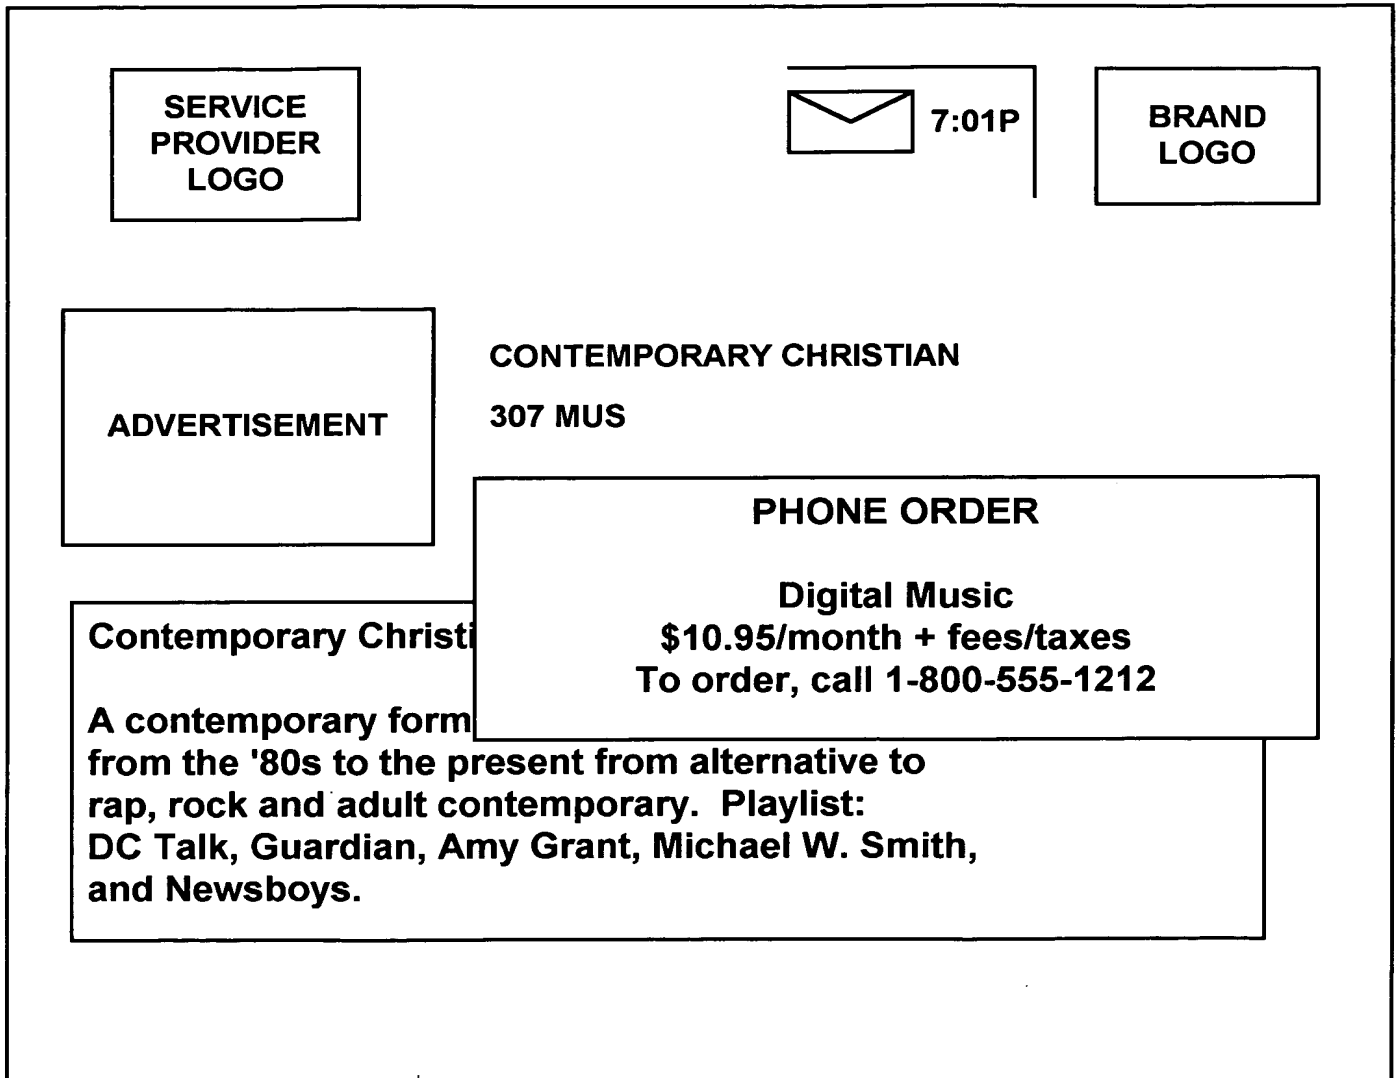 SERVICE
PROVIDER
LOGO
7:01P
BRAND
LOGO
ADVERTISEMENT
CONTEMPORARY CHRISTIAN
307 MUS
PHONE ORDER
Digital Music
$10.95/month + fees/taxes
To order, call 1-800-555-1212
Contemporary Christi
A contemporary form
from the '80s to the present from alternative to
rap, rock and adult contemporary. Playlist:
DC Talk, Guardian, Amy Grant, Michael W. Smith,
and Newsboys.